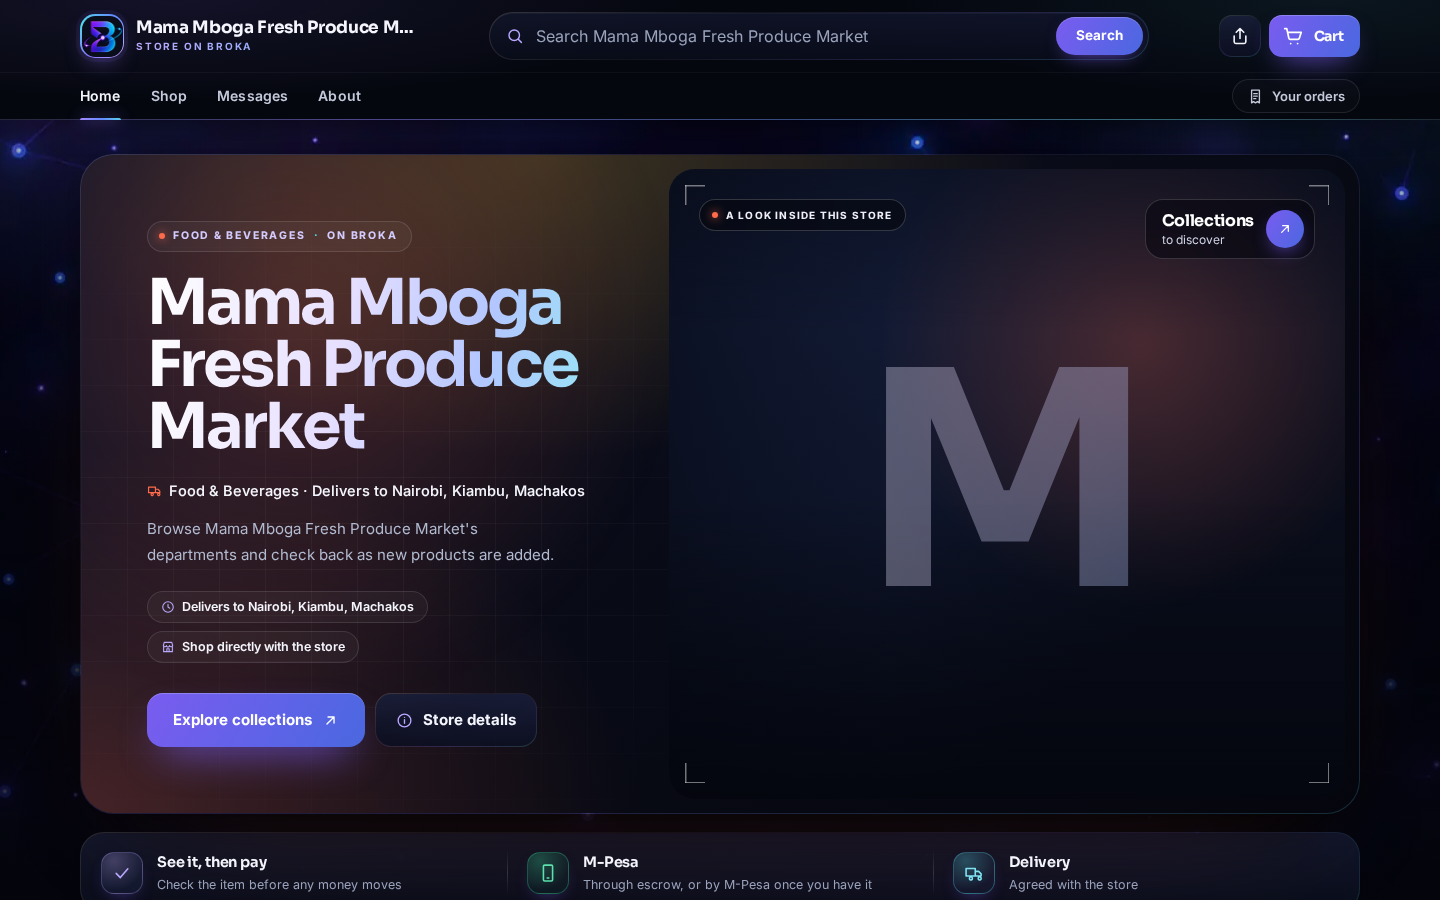 Mama Mboga Fresh Produce M...
STORE ON BROKA
Search Mama Mboga Fresh Produce Market
Search
Cart
Home
Shop
Messages
About
Your orders
FOOD & BEVERAGES · ON BROKA
Mama Mboga
Fresh Produce
Market
Food & Beverages · Delivers to Nairobi, Kiambu, Machakos
Browse Mama Mboga Fresh Produce Market's
departments and check back as new products are added.
Delivers to Nairobi, Kiambu, Machakos
Shop directly with the store
Explore collections
Store details
A LOOK INSIDE THIS STORE
Collections
to discover
M
See it, then pay
Check the item before any money moves
M-Pesa
Through escrow, or by M-Pesa once you have it
Delivery
Agreed with the store